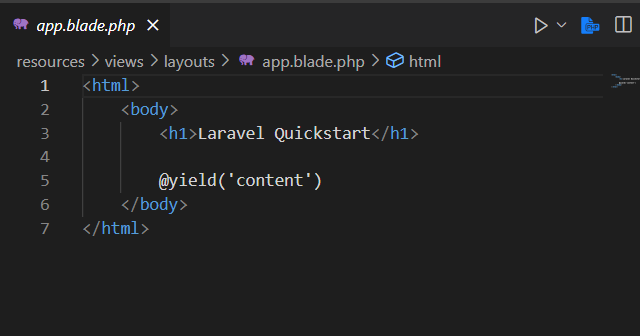 app.blade.php
resources > views > layouts > app.blade.php > html
1 <html>
2 <body>
3 <h1>Laravel Quickstart</h1>
4
5 @yield('content')
6 </body>
7 </html>